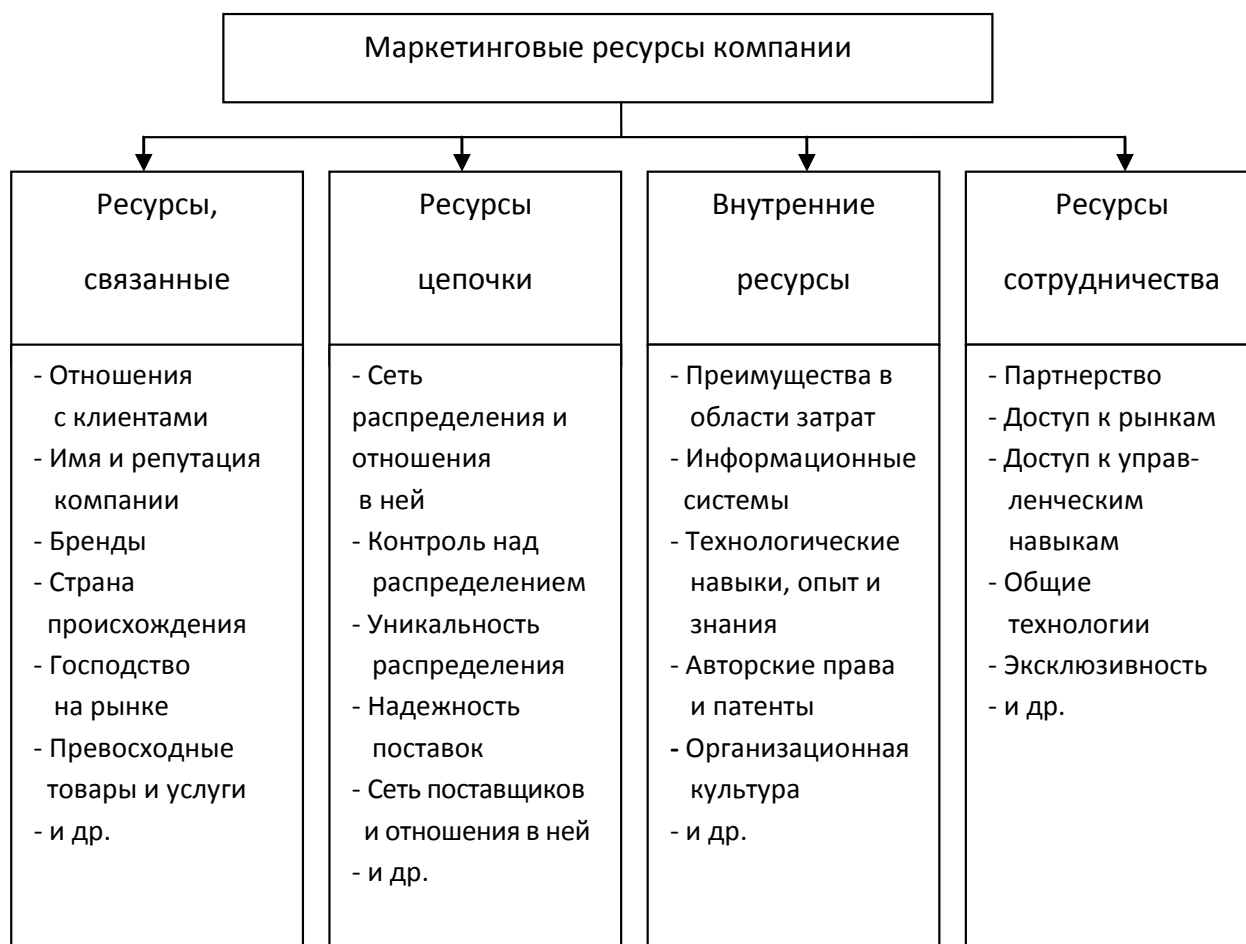 Маркетинговые ресурсы компании
Ресурсы,
связанные
- Отношения
с клиентами
- Имя и репутация
компании
- Бренды
- Страна
происхождения
- Господство
на рынке
- Превосходные
товары и услуги
- и др.
Ресурсы
цепочки
- Сеть
распределения и
отношения
в ней
- Контроль над
распределением
- Уникальность
распределения
- Надежность
поставок
- Сеть поставщиков
и отношения в ней
- и др.
Внутренние
ресурсы
- Преимущества в
области затрат
- Информационные
системы
- Технологические
навыки, опыт и
знания
- Авторские права
и патенты
- Организационная
культура
- и др.
Ресурсы
сотрудничества
- Партнерство
- Доступ к рынкам
- Доступ к управ-
ленческим
навыкам
- Общие
технологии
- Эксклюзивность
- и др.